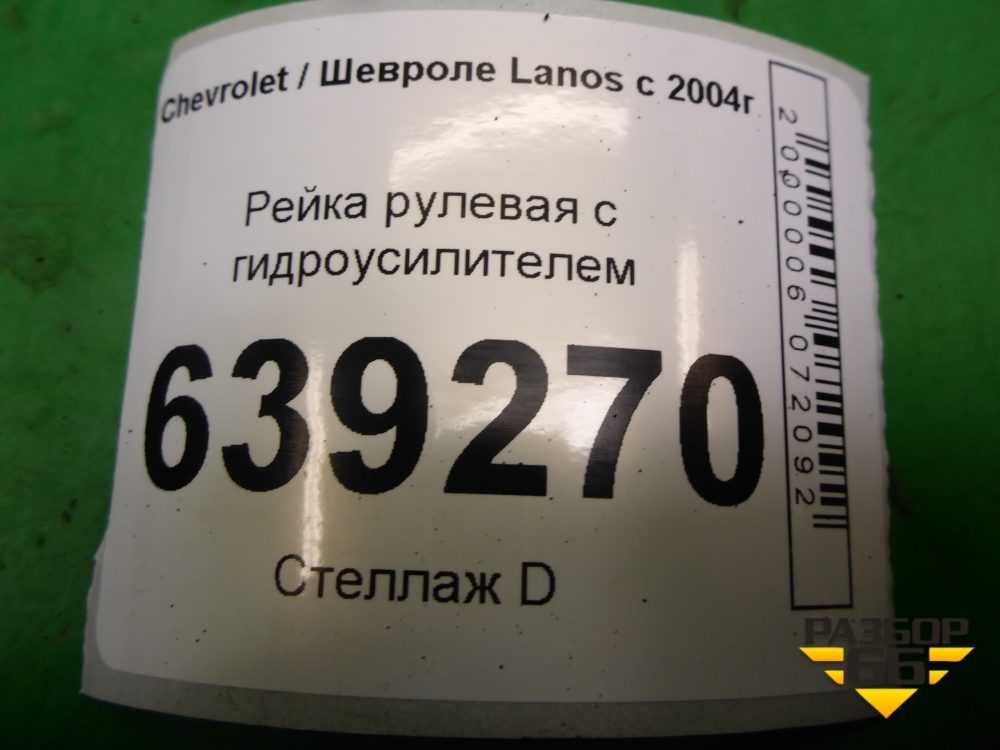 Chevrolet / Шевроле Lanos с 2004г
Рейка рулевая с
гидроусилителем
639270
Стеллаж D
2000006072092
РАЗБОР
66